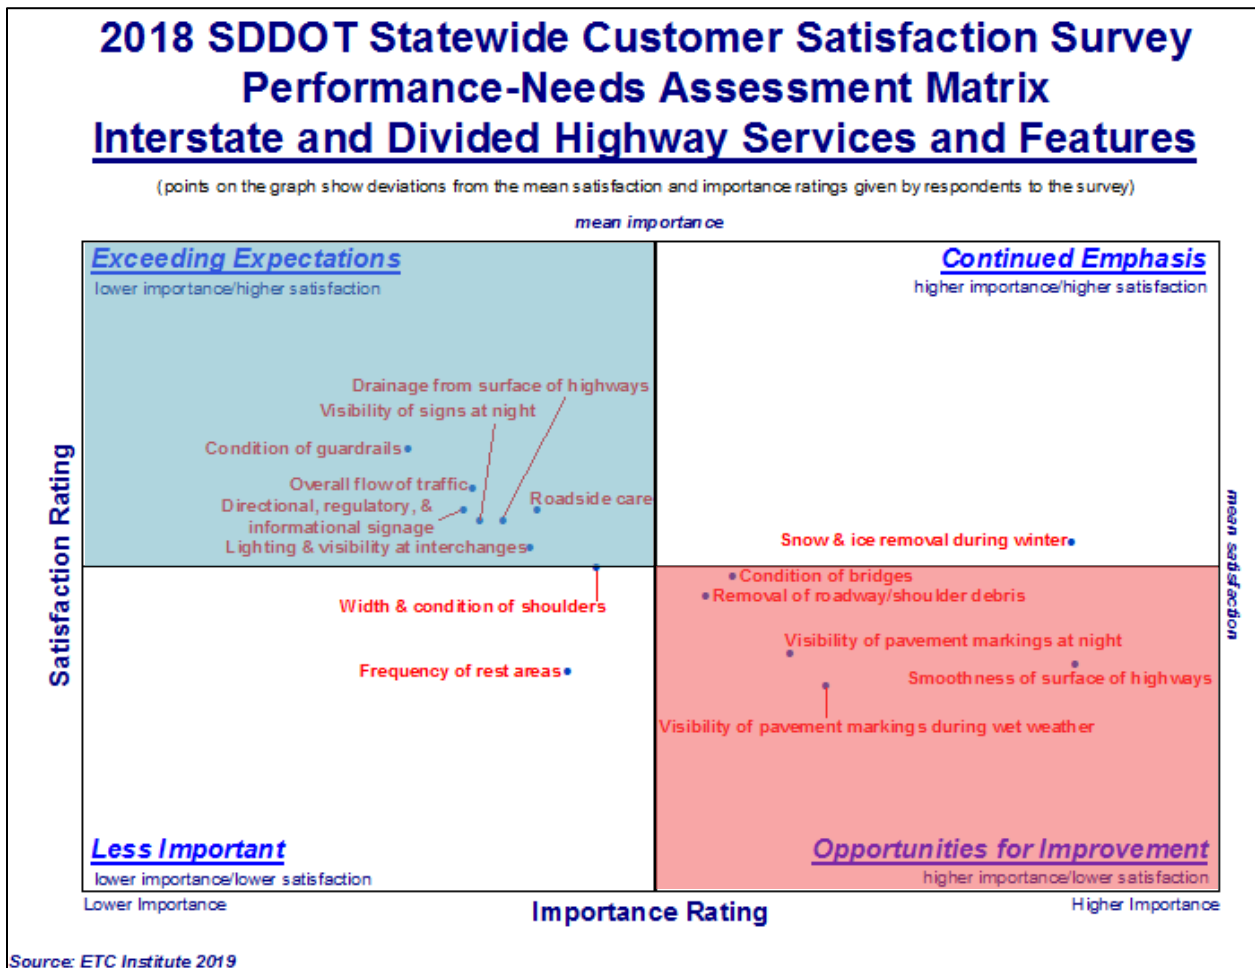 2018 SDDOT Statewide Customer Satisfaction Survey
Performance-Needs Assessment Matrix
Interstate and Divided Highway Services and Features
(points on the graph show deviations from the mean satisfaction and importance ratings given by respondents to the survey)
mean importance
Exceeding Expectations
lower importance/higher satisfaction
Continued Emphasis
higher importance/higher satisfaction
Drainage from surface of highways
Visibility of signs at night
Condition of guardrails
Overall flow of traffic
Directional, regulatory, &
informational signage
Roadside care
Lighting & visibility at interchanges
Snow & ice removal during winter
Satisfaction Rating
mean satisfaction
Width & condition of shoulders
Frequency of rest areas
Condition of bridges
Removal of roadway/shoulder debris
Visibility of pavement markings at night
Smoothness of surface of highways
Visibility of pavement markings during wet weather
Less Important
lower importance/lower satisfaction
Opportunities for Improvement
higher importance/lower satisfaction
Lower Importance
Importance Rating
Higher Importance
Source: ETC Institute 2019